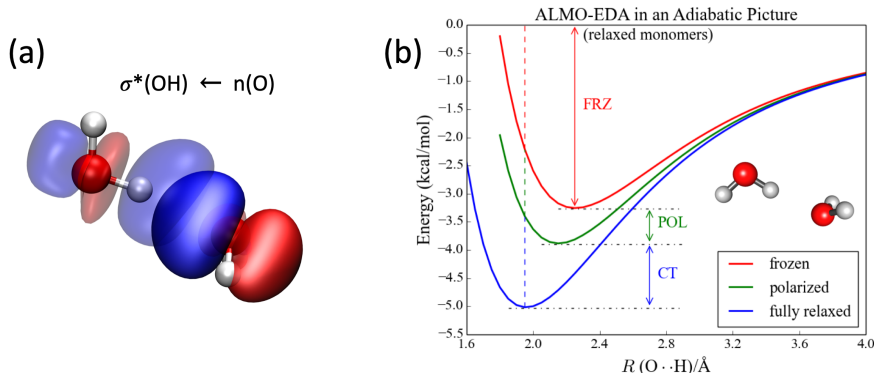 (a)
σ*(OH) ← n(O)
(b)
ALMO-EDA in an Adiabatic Picture
(relaxed monomers)
Energy (kcal/mol)
0.0
−0.5
−1.0
−1.5
−2.0
−2.5
−3.0
−3.5
−4.0
−4.5
−5.0
−5.5
FRZ
POL
CT
frozen
polarized
fully relaxed
1.6 2.0 2.4 2.8 3.2 3.6 4.0
R (O··H)/Å